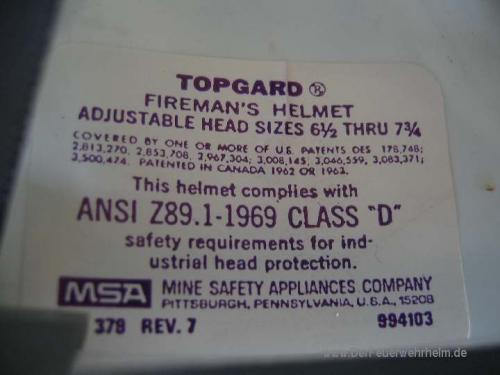 TOPGARD ®
FIREMAN'S HELMET
ADJUSTABLE HEAD SIZES 6½ THRU 7¾
COVERED BY ONE OR MORE OF U.S. PATENTS DES 178,748;
2,813,270, 2,853,708, 2,967,304; 3,008,145; 3,046,559, 3,083,371;
3,500,474. PATENTED IN CANADA 1962 OR 1963.
This helmet complies with
ANSI Z89.1-1969 CLASS "D"
safety requirements for ind-
ustrial head protection.
MSA MINE SAFETY APPLIANCES COMPANY
PITTSBURGH, PENNSYLVANIA, U.S.A., 15208
378 REV. 7 994103
www.DerFeuerwehrhelm.de